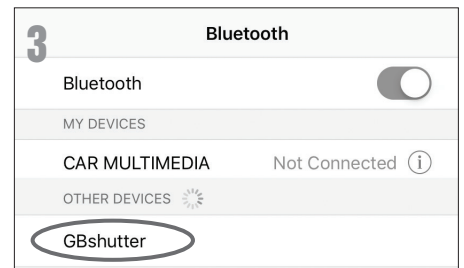 3
Bluetooth
Bluetooth
MY DEVICES
CAR MULTIMEDIA Not Connected i
OTHER DEVICES
GBshutter